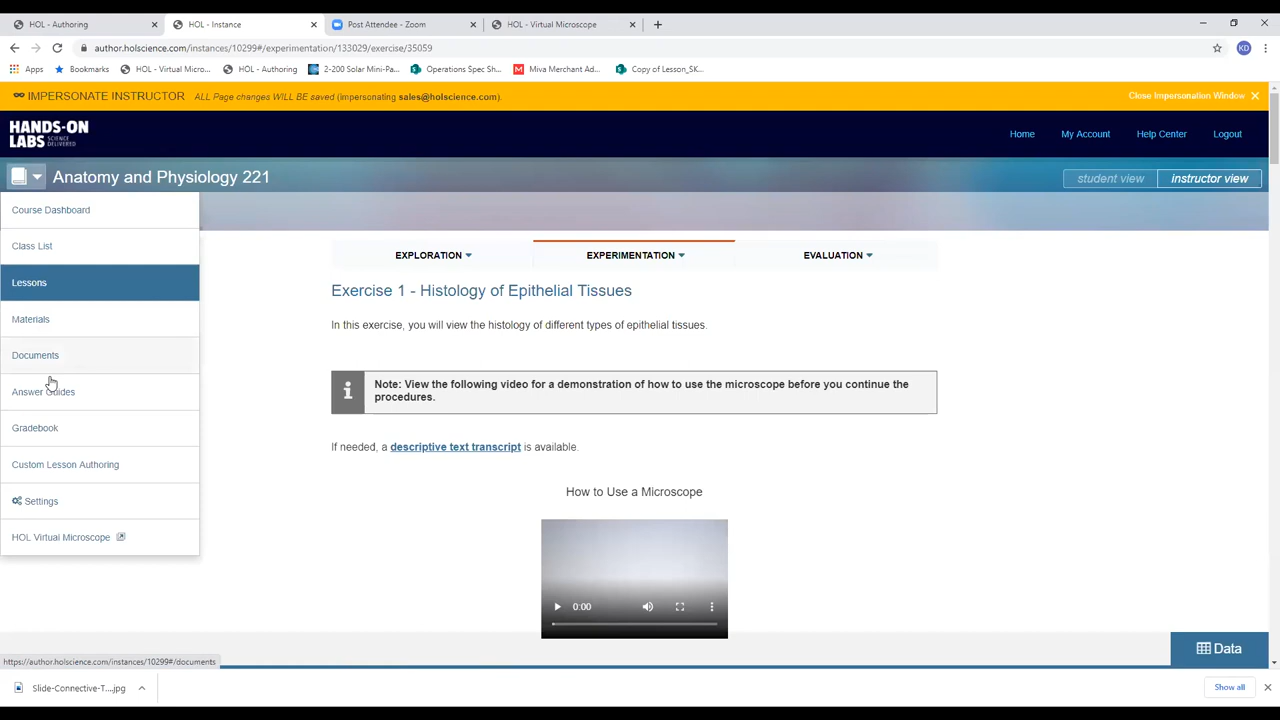 HOL - Authoring
HOL - Instance
Post Attendee - Zoom
HOL - Virtual Microscope
author.holscience.com/instances/10299#/experimentation/133029/exercise/35059
KD
Apps
Bookmarks
HOL - Virtual Micro...
HOL - Authoring
2-200 Solar Mini-Pa...
Operations Spec Sh...
Miva Merchant Ad...
Copy of Lesson_SK...
IMPERSONATE INSTRUCTOR ALL Page changes WILL BE saved (impersonating sales@holscience.com).
Close Impersonation Window
HANDS-ON
LABS SCIENCE DELIVERED
Home
My Account
Help Center
Logout
Anatomy and Physiology 221
student view
instructor view
Course Dashboard
Class List
Lessons
Materials
Documents
Answer Guides
Gradebook
Custom Lesson Authoring
Settings
HOL Virtual Microscope
EXPLORATION
EXPERIMENTATION
EVALUATION
Exercise 1 - Histology of Epithelial Tissues
In this exercise, you will view the histology of different types of epithelial tissues.
Note: View the following video for a demonstration of how to use the microscope before you continue the
procedures.
If needed, a descriptive text transcript is available.
How to Use a Microscope
0:00
Data
https://author.holscience.com/instances/10299#/documents
Slide-Connective-T....jpg
Show all